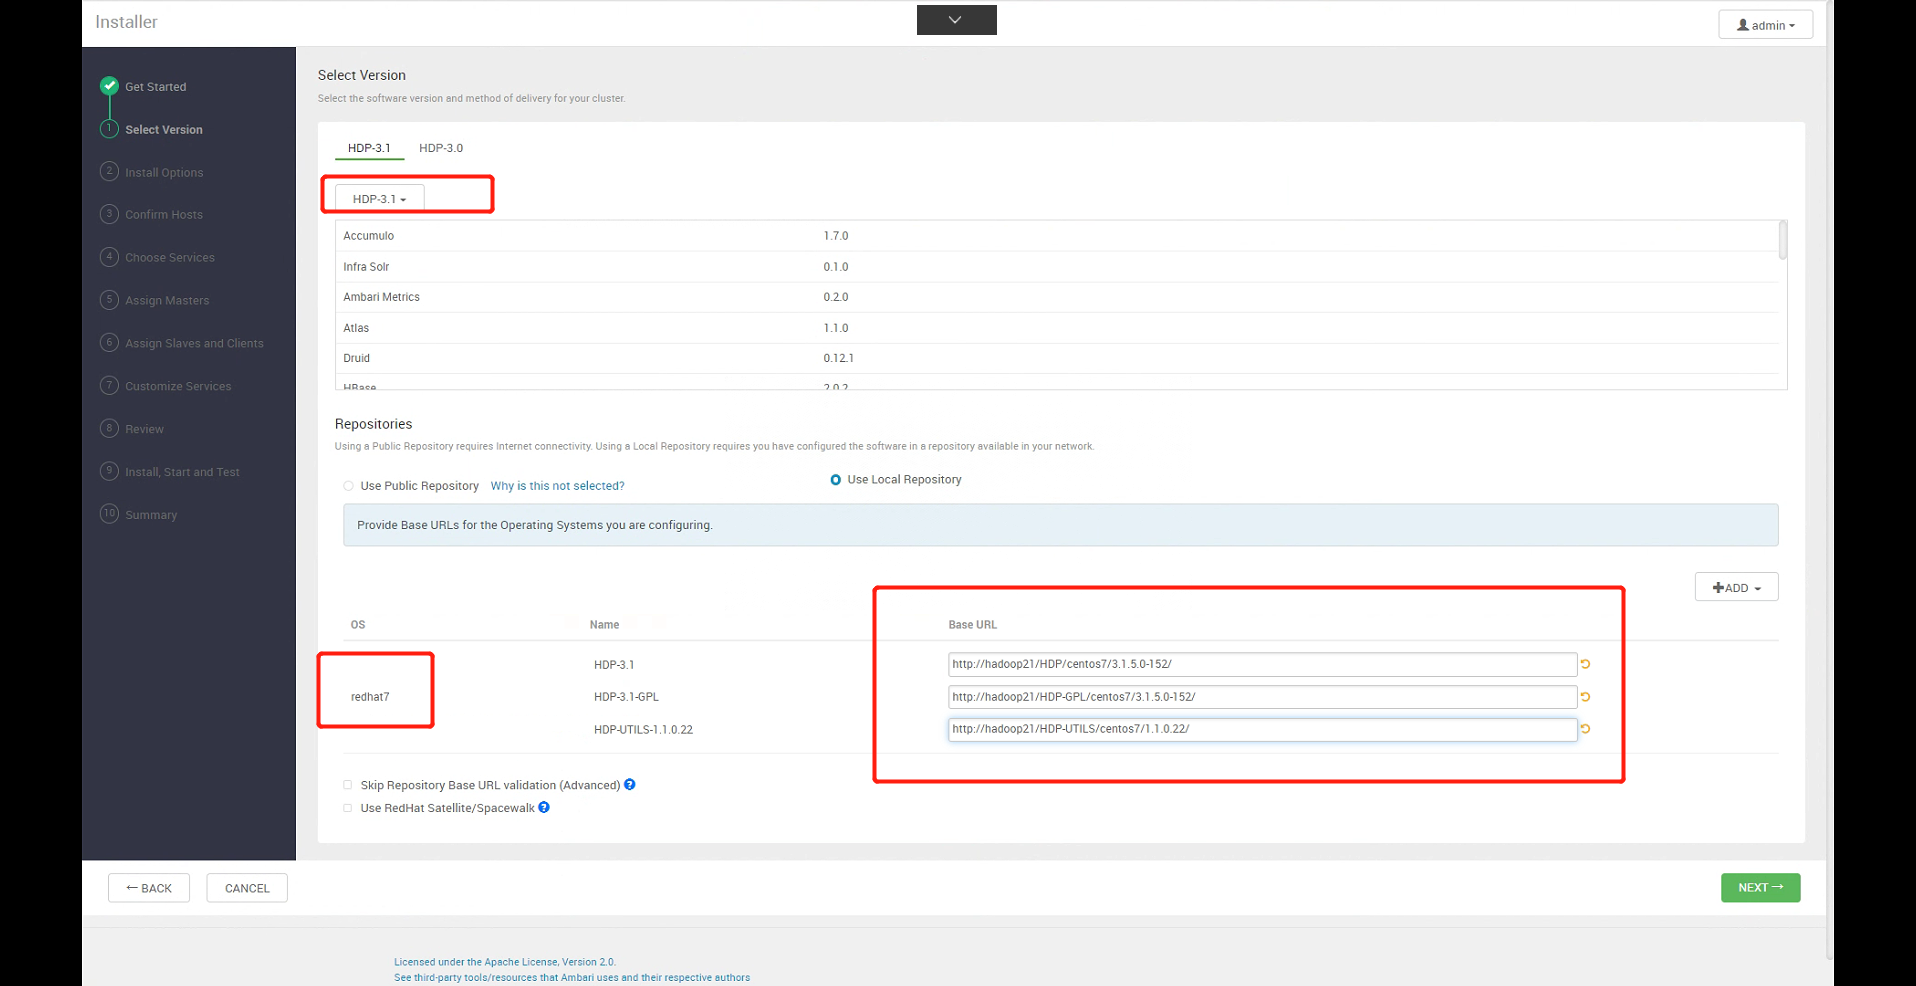 Installer
admin
Get Started
1 Select Version
2 Install Options
3 Confirm Hosts
4 Choose Services
5 Assign Masters
6 Assign Slaves and Clients
7 Customize Services
8 Review
9 Install, Start and Test
10 Summary
Select Version
Select the software version and method of delivery for your cluster.
HDP-3.1 HDP-3.0
HDP-3.1
Accumulo 1.7.0
Infra Solr 0.1.0
Ambari Metrics 0.2.0
Atlas 1.1.0
Druid 0.12.1
HBase 2.0.2
Repositories
Using a Public Repository requires Internet connectivity. Using a Local Repository requires you have configured the software in a repository available in your network.
Use Public Repository Why is this not selected? Use Local Repository
Provide Base URLs for the Operating Systems you are configuring.
ADD
OS Name Base URL
HDP-3.1 http://hadoop21/HDP/centos7/3.1.5.0-152/
redhat7 HDP-3.1-GPL http://hadoop21/HDP-GPL/centos7/3.1.5.0-152/
HDP-UTILS-1.1.0.22 http://hadoop21/HDP-UTILS/centos7/1.1.0.22/
Skip Repository Base URL validation (Advanced) ?
Use RedHat Satellite/Spacewalk ?
← BACK CANCEL NEXT →
Licensed under the Apache License, Version 2.0.
See third-party tools/resources that Ambari uses and their respective authors